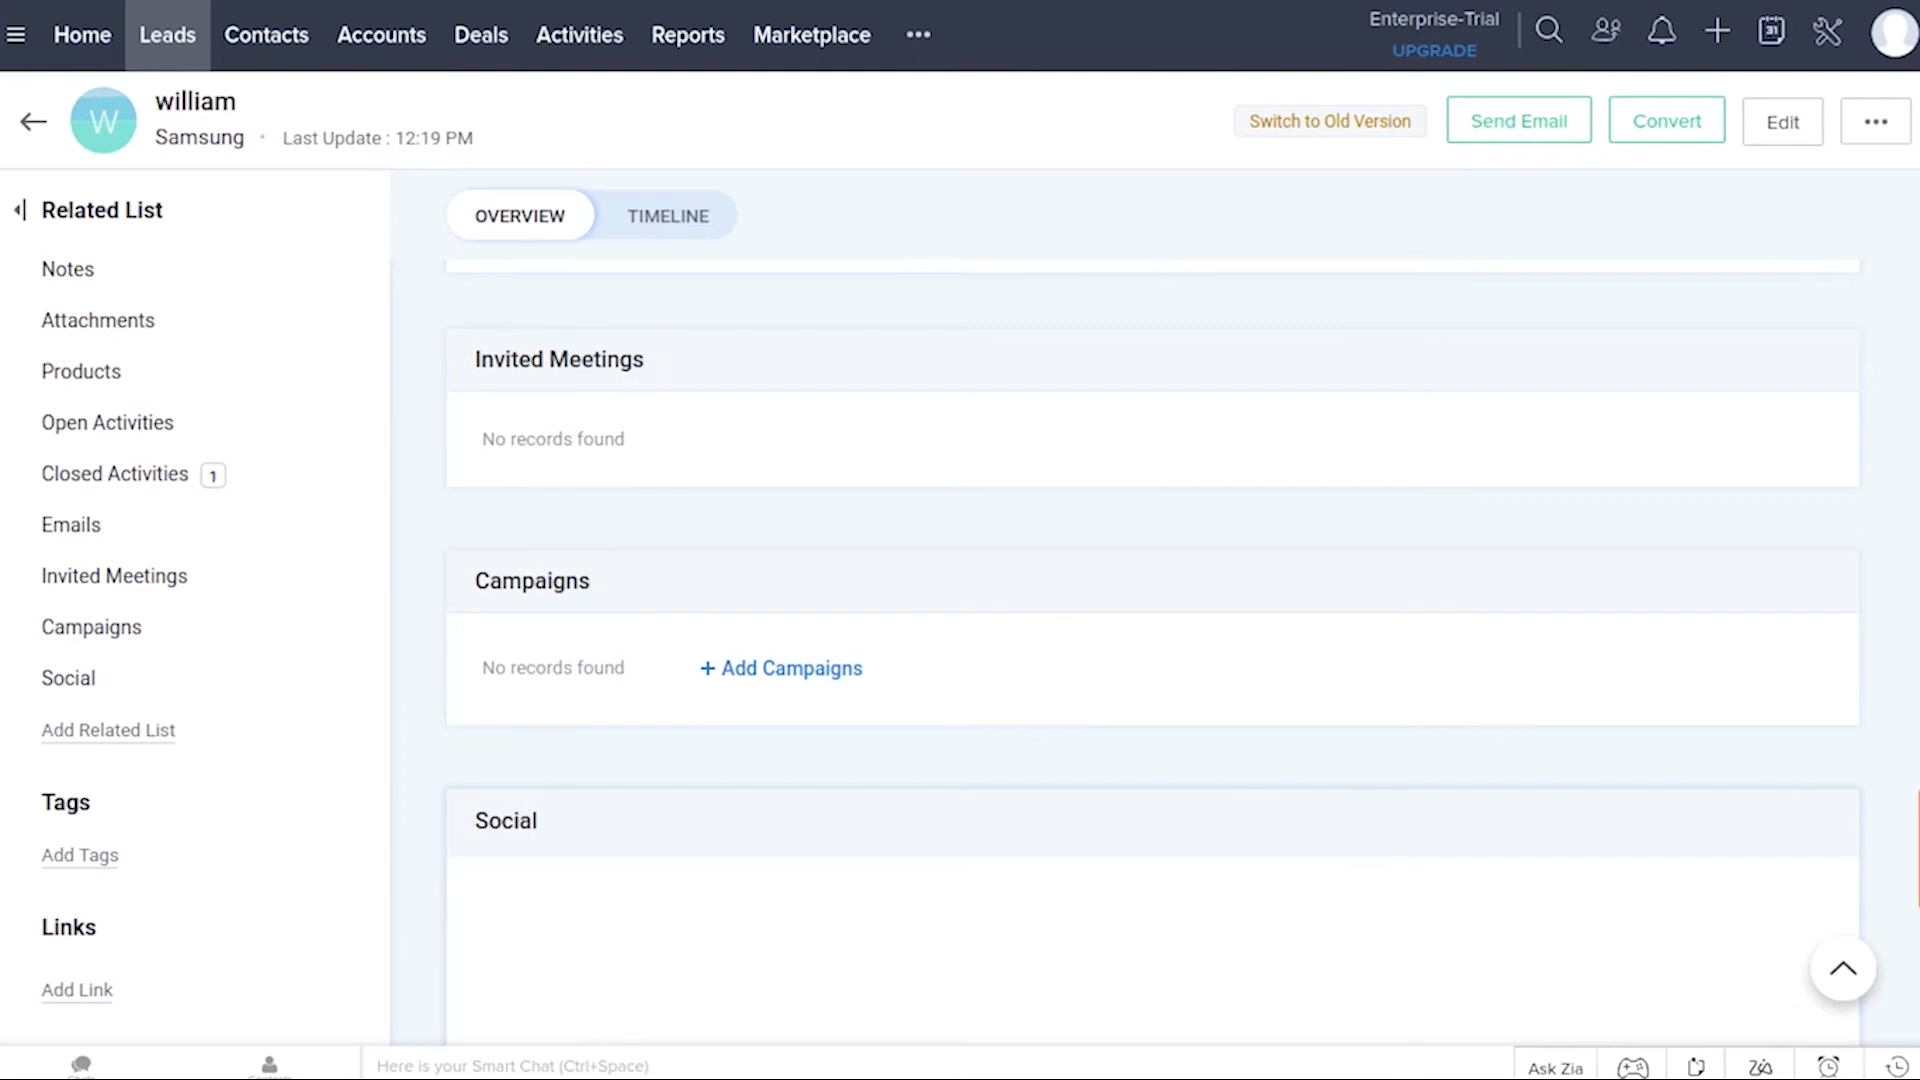 Home Leads Contacts Accounts Deals Activities Reports Marketplace •••
Enterprise-Trial
UPGRADE
31
W
william
Samsung · Last Update : 12:19 PM
Switch to Old Version
Send Email
Convert
Edit
•••
Related List
Notes
Attachments
Products
Open Activities
Closed Activities 1
Emails
Invited Meetings
Campaigns
Social
Add Related List
Tags
Add Tags
Links
Add Link
OVERVIEW
TIMELINE
Invited Meetings
No records found
Campaigns
No records found
+ Add Campaigns
Social
Here is your Smart Chat (Ctrl+Space)
Ask Zia